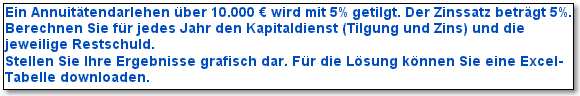 Ein Annuitätendarlehen über 10.000 € wird mit 5% getilgt. Der Zinssatz beträgt 5%.
Berechnen Sie für jedes Jahr den Kapitaldienst (Tilgung und Zins) und die
jeweilige Restschuld.
Stellen Sie Ihre Ergebnisse grafisch dar. Für die Lösung können Sie eine Excel-
Tabelle downloaden.